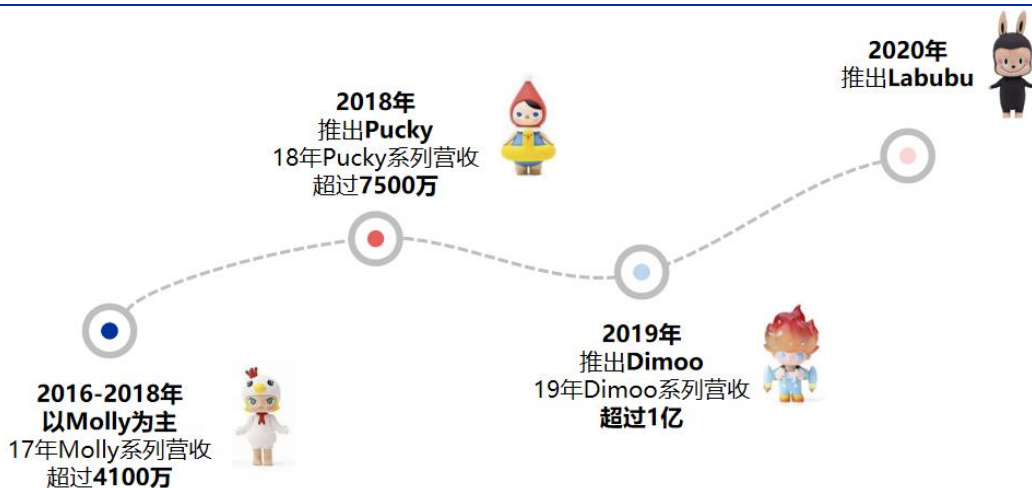 2016-2018年
以Molly为主
17年Molly系列营收
超过4100万
2018年
推出Pucky
18年Pucky系列营收
超过7500万
2019年
推出Dimoo
19年Dimoo系列营收
超过1亿
2020年
推出Labubu